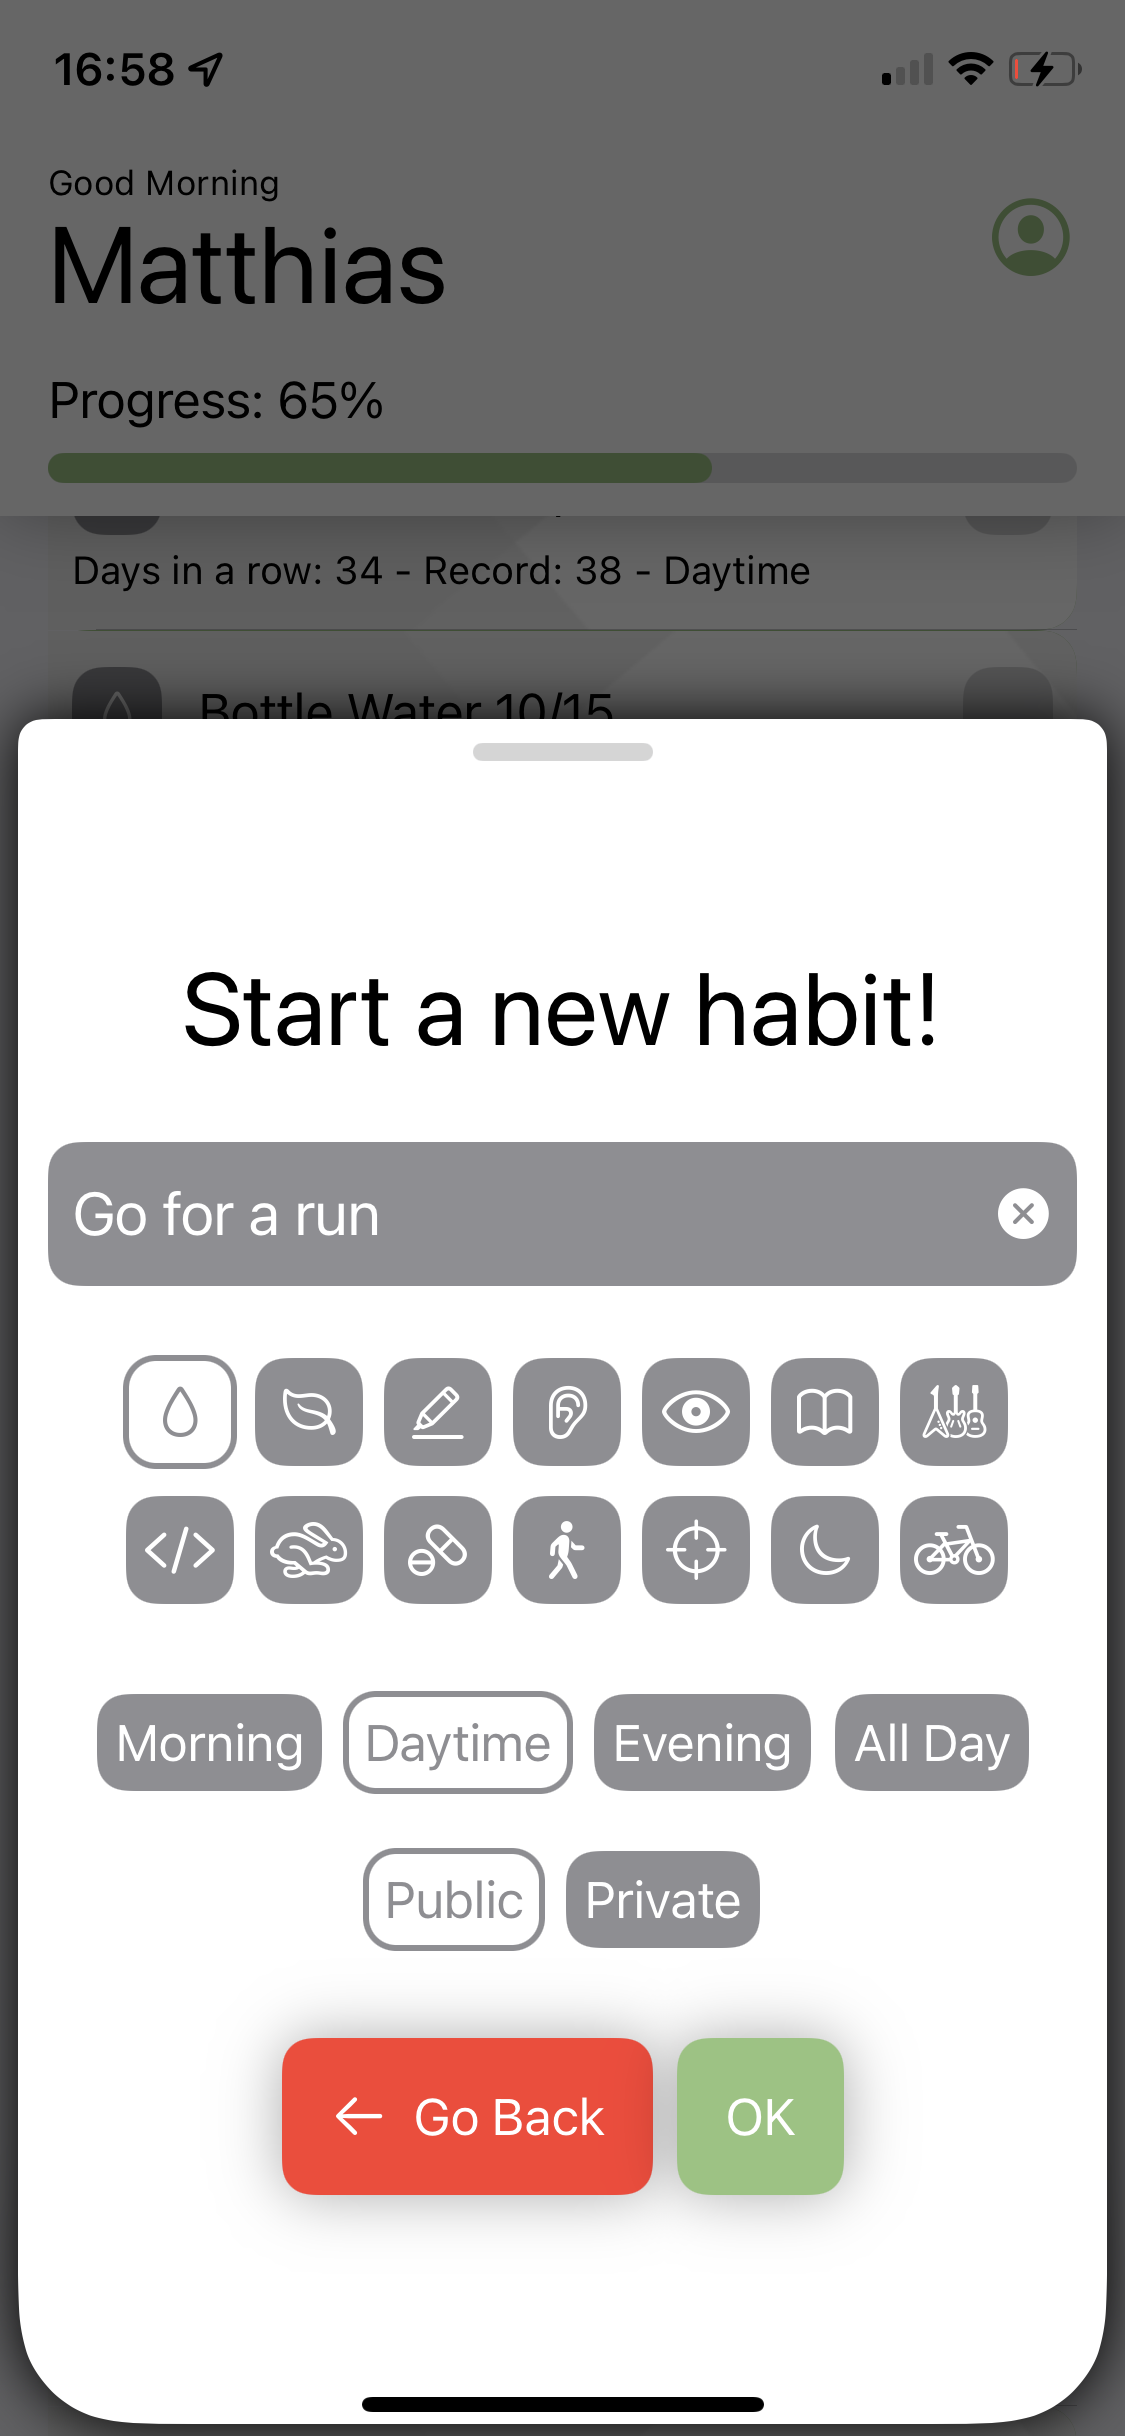 16:58
Good Morning
Matthias
Progress: 65%
Days in a row: 34 - Record: 38 - Daytime
Bottle Water 10/15
Start a new habit!
Go for a run
Morning Daytime Evening All Day
Public Private
Go Back OK